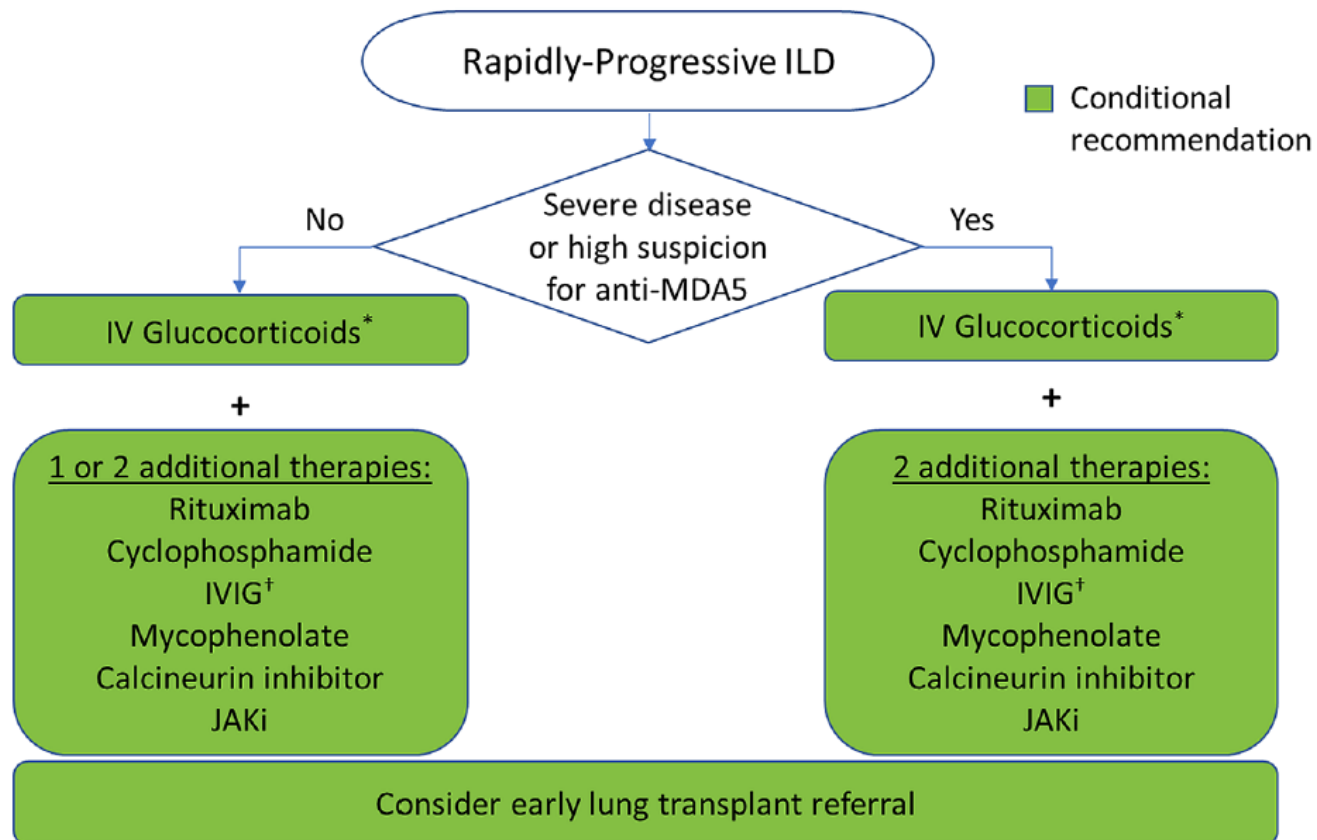 Rapidly-Progressive ILD
Conditional
recommendation
Severe disease
or high suspicion
for anti-MDA5
No
Yes
IV Glucocorticoids*
+
1 or 2 additional therapies:
Rituximab
Cyclophosphamide
IVIG†
Mycophenolate
Calcineurin inhibitor
JAKi
IV Glucocorticoids*
+
2 additional therapies:
Rituximab
Cyclophosphamide
IVIG†
Mycophenolate
Calcineurin inhibitor
JAKi
Consider early lung transplant referral